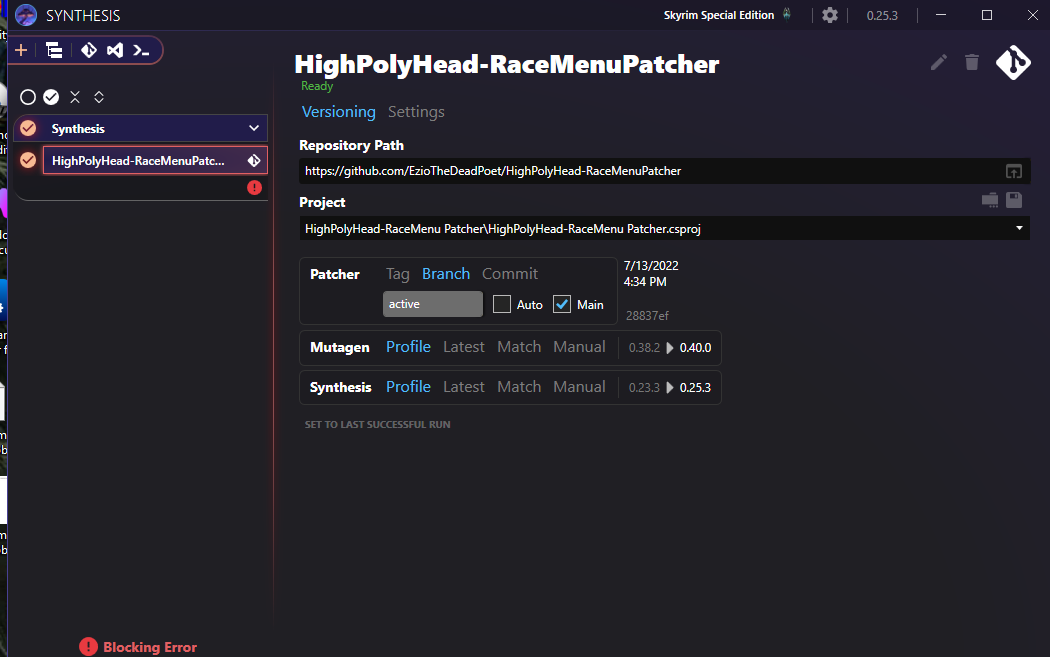 SYNTHESIS
Skyrim Special Edition
0.25.3
HighPolyHead-RaceMenuPatcher
Ready
Versioning Settings
Synthesis
HighPolyHead-RaceMenuPatc...
Repository Path
https://github.com/EzioTheDeadPoet/HighPolyHead-RaceMenuPatcher
Project
HighPolyHead-RaceMenu Patcher\HighPolyHead-RaceMenu Patcher.csproj
Patcher Tag Branch Commit
7/13/2022
4:34 PM
active Auto Main
28837ef
Mutagen Profile Latest Match Manual 0.38.2 0.40.0
Synthesis Profile Latest Match Manual 0.23.3 0.25.3
SET TO LAST SUCCESSFUL RUN
Blocking Error